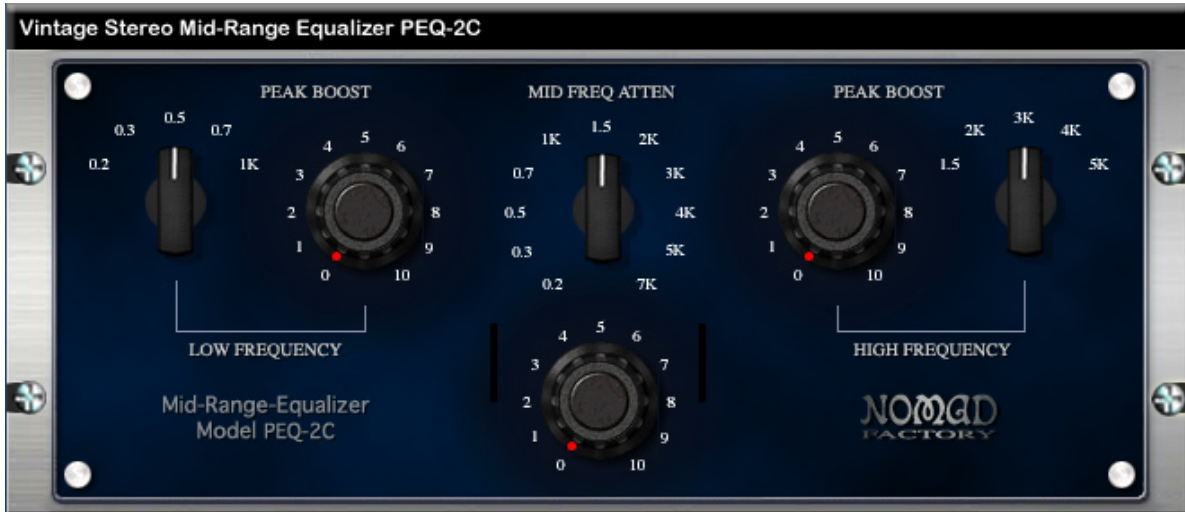 Vintage Stereo Mid-Range Equalizer PEQ-2C
PEAK BOOST
MID FREQ ATTEN
PEAK BOOST
0.2
0.3
0.5
0.7
1K
0
1
2
3
4
5
6
7
8
9
10
0.2
0.3
0.5
0.7
1K
1.5
2K
3K
4K
5K
7K
0
1
2
3
4
5
6
7
8
9
10
1.5
2K
3K
4K
5K
LOW FREQUENCY
HIGH FREQUENCY
0
1
2
3
4
5
6
7
8
9
10
Mid-Range-Equalizer
Model PEQ-2C
NOMAD
FACTORY